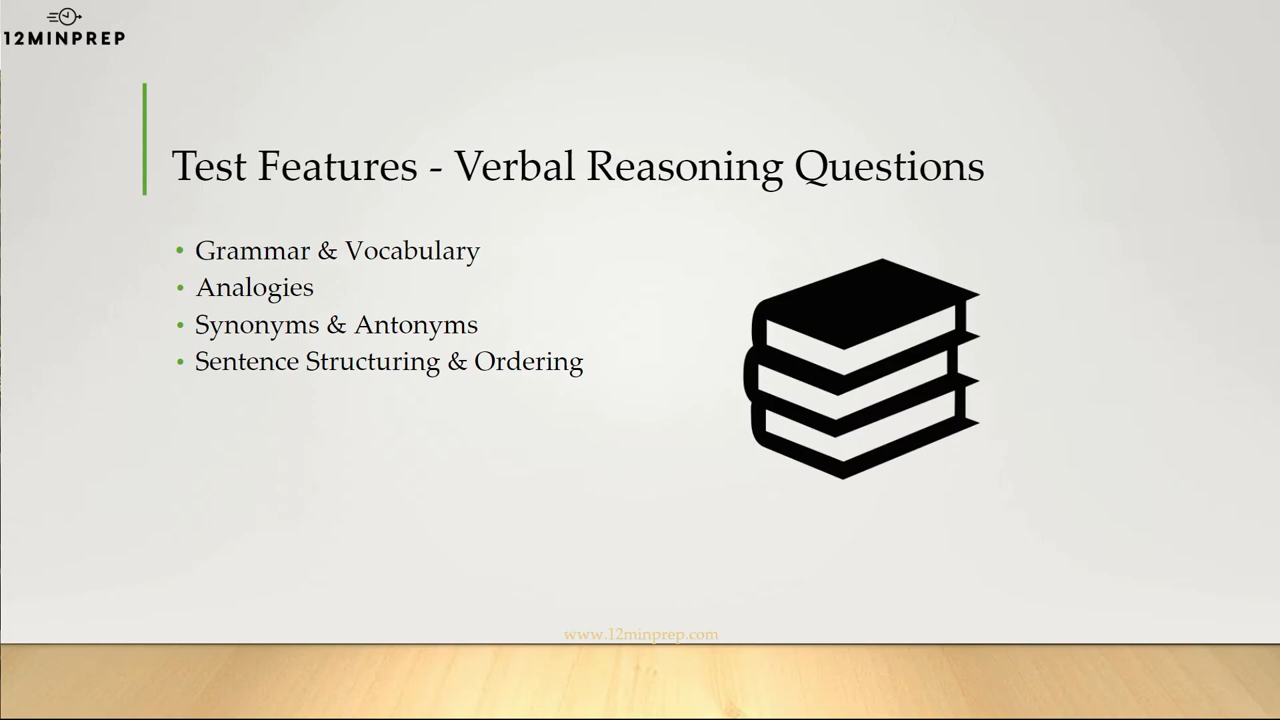 12MINPREP
Test Features - Verbal Reasoning Questions
• Grammar & Vocabulary
• Analogies
• Synonyms & Antonyms
• Sentence Structuring & Ordering
www.12minprep.com